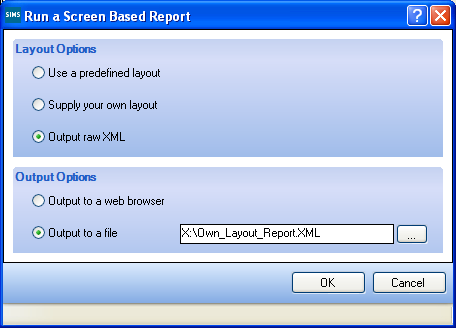 SIMS Run a Screen Based Report
Layout Options
Use a predefined layout
Supply your own layout
Output raw XML
Output Options
Output to a web browser
Output to a file X:\Own_Layout_Report.XML ...
OK Cancel